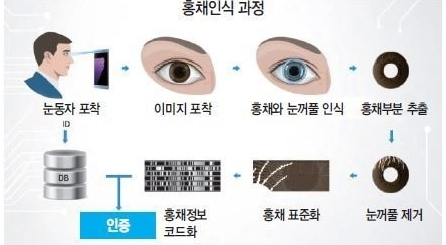 홍채인식 과정
눈동자 포착
이미지 포착
홍채와 눈꺼풀 인식
홍채부분 추출
ID
DB
인증
홍채정보
코드화
홍채 표준화
눈꺼풀 제거